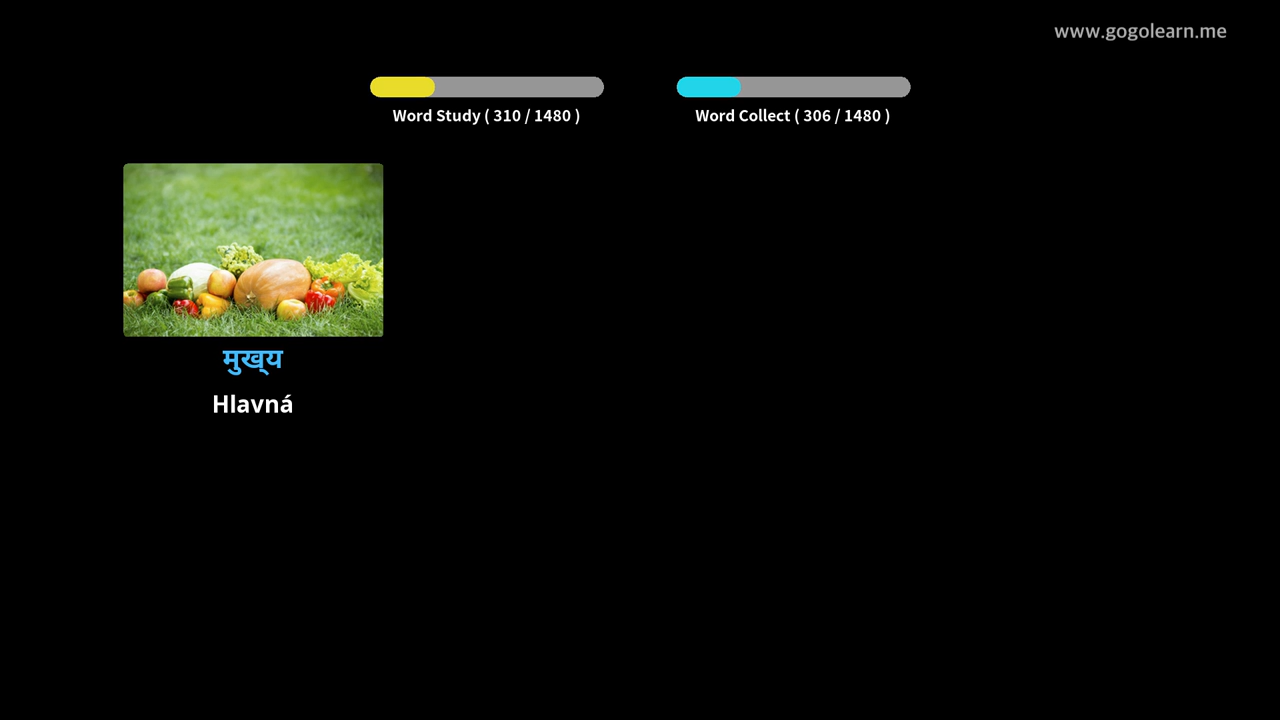 www.gogolearn.me
Word Study ( 310 / 1480 )
Word Collect ( 306 / 1480 )
मुख्य
Hlavná